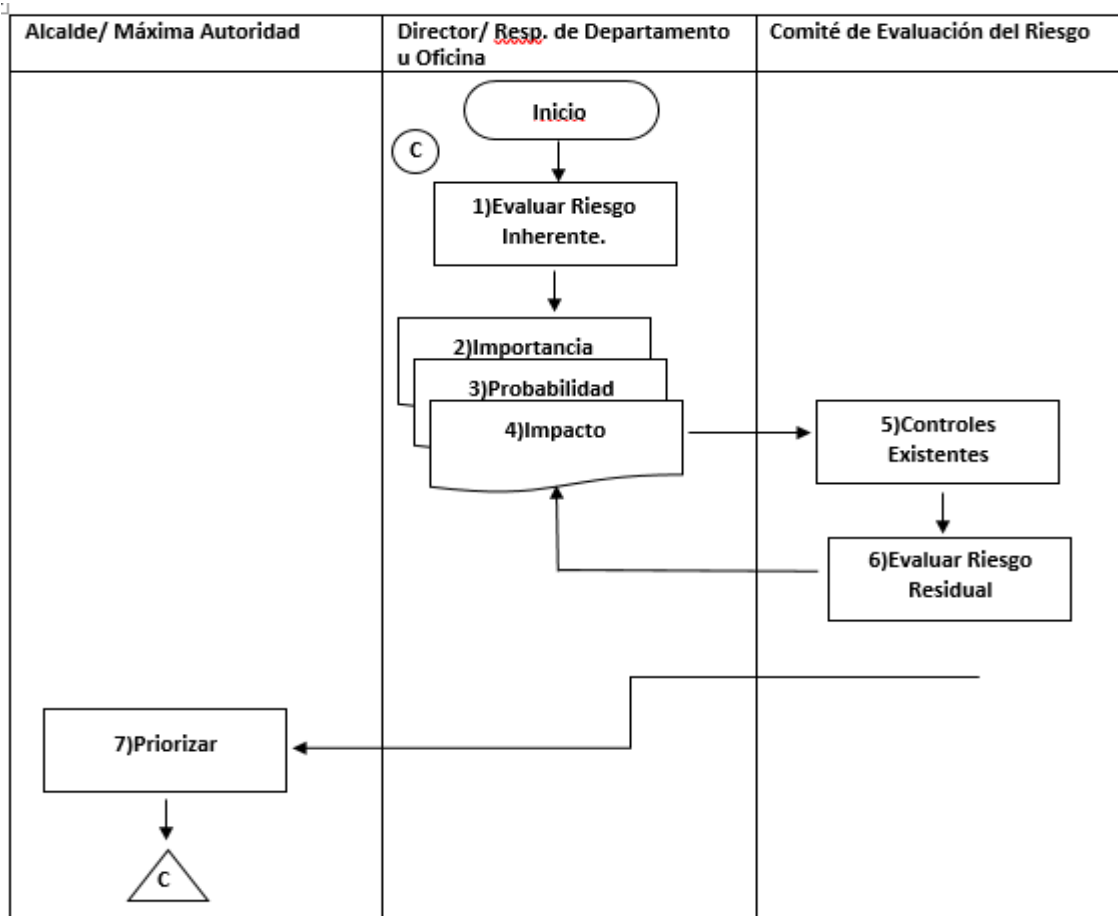 Alcalde/ Máxima Autoridad
Director/ Resp. de Departamento
u Oficina
Comité de Evaluación del Riesgo
Inicio
C
1)Evaluar Riesgo
Inherente.
2)Importancia
3)Probabilidad
4)Impacto
5)Controles
Existentes
6)Evaluar Riesgo
Residual
7)Priorizar
C